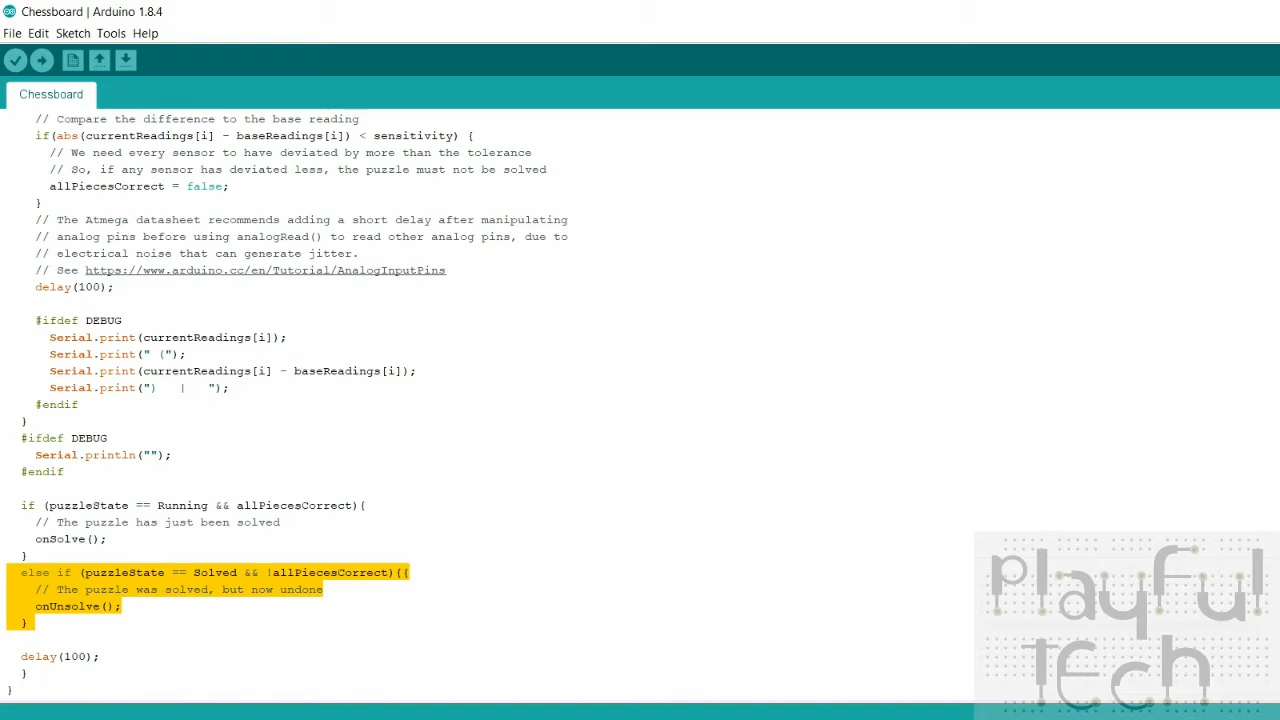 Chessboard | Arduino 1.8.4
File Edit Sketch Tools Help
Chessboard
// Compare the difference to the base reading
if(abs(currentReadings[i] - baseReadings[i]) < sensitivity) {
// We need every sensor to have deviated by more than the tolerance
// So, if any sensor has deviated less, the puzzle must not be solved
allPiecesCorrect = false;
}
// The Atmega datasheet recommends adding a short delay after manipulating
// analog pins before using analogRead() to read other analog pins, due to
// electrical noise that can generate jitter.
// See https://www.arduino.cc/en/Tutorial/AnalogInputPins
delay(100);
#ifdef DEBUG
Serial.print(currentReadings[i]);
Serial.print(" (");
Serial.print(currentReadings[i] - baseReadings[i]);
Serial.print(")   |   ");
#endif
}
#ifdef DEBUG
Serial.println("");
#endif
if (puzzleState == Running && allPiecesCorrect){
// The puzzle has just been solved
onSolve();
}
else if (puzzleState == Solved && !allPiecesCorrect){{
// The puzzle was solved, but now undone
onUnsolve();
}
delay(100);
}
}
playful
tech